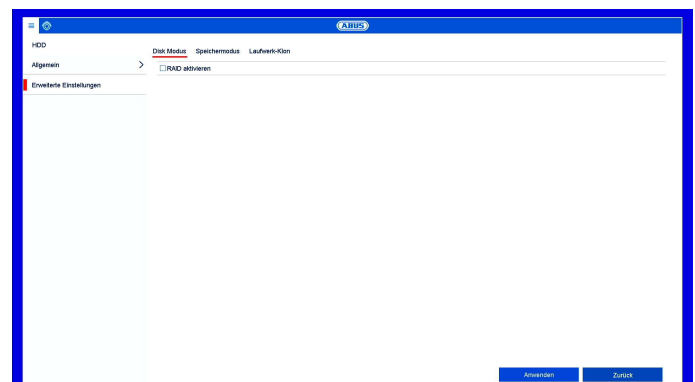 ABUS
HDD
Allgemein
Erweiterte Einstellungen
Disk Modus Speichermodus Laufwerk-Klon
RAID aktivieren
Anwenden Zurück